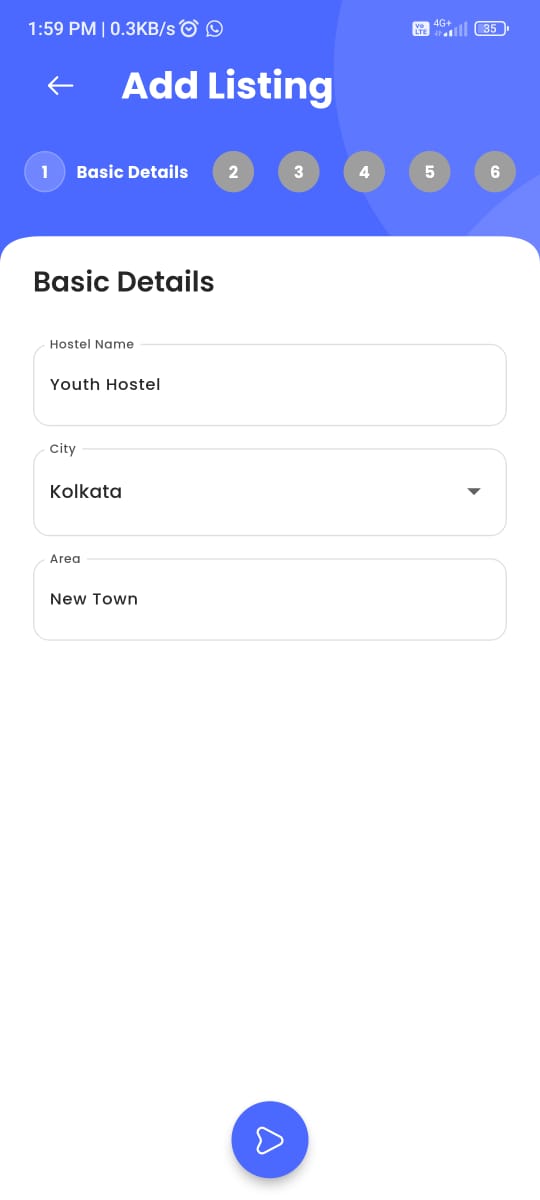 1:59 PM | 0.3KB/s
Vo LTE
4G+
35
Add Listing
1 Basic Details 2 3 4 5 6
Basic Details
Hostel Name
Youth Hostel
City
Kolkata
Area
New Town